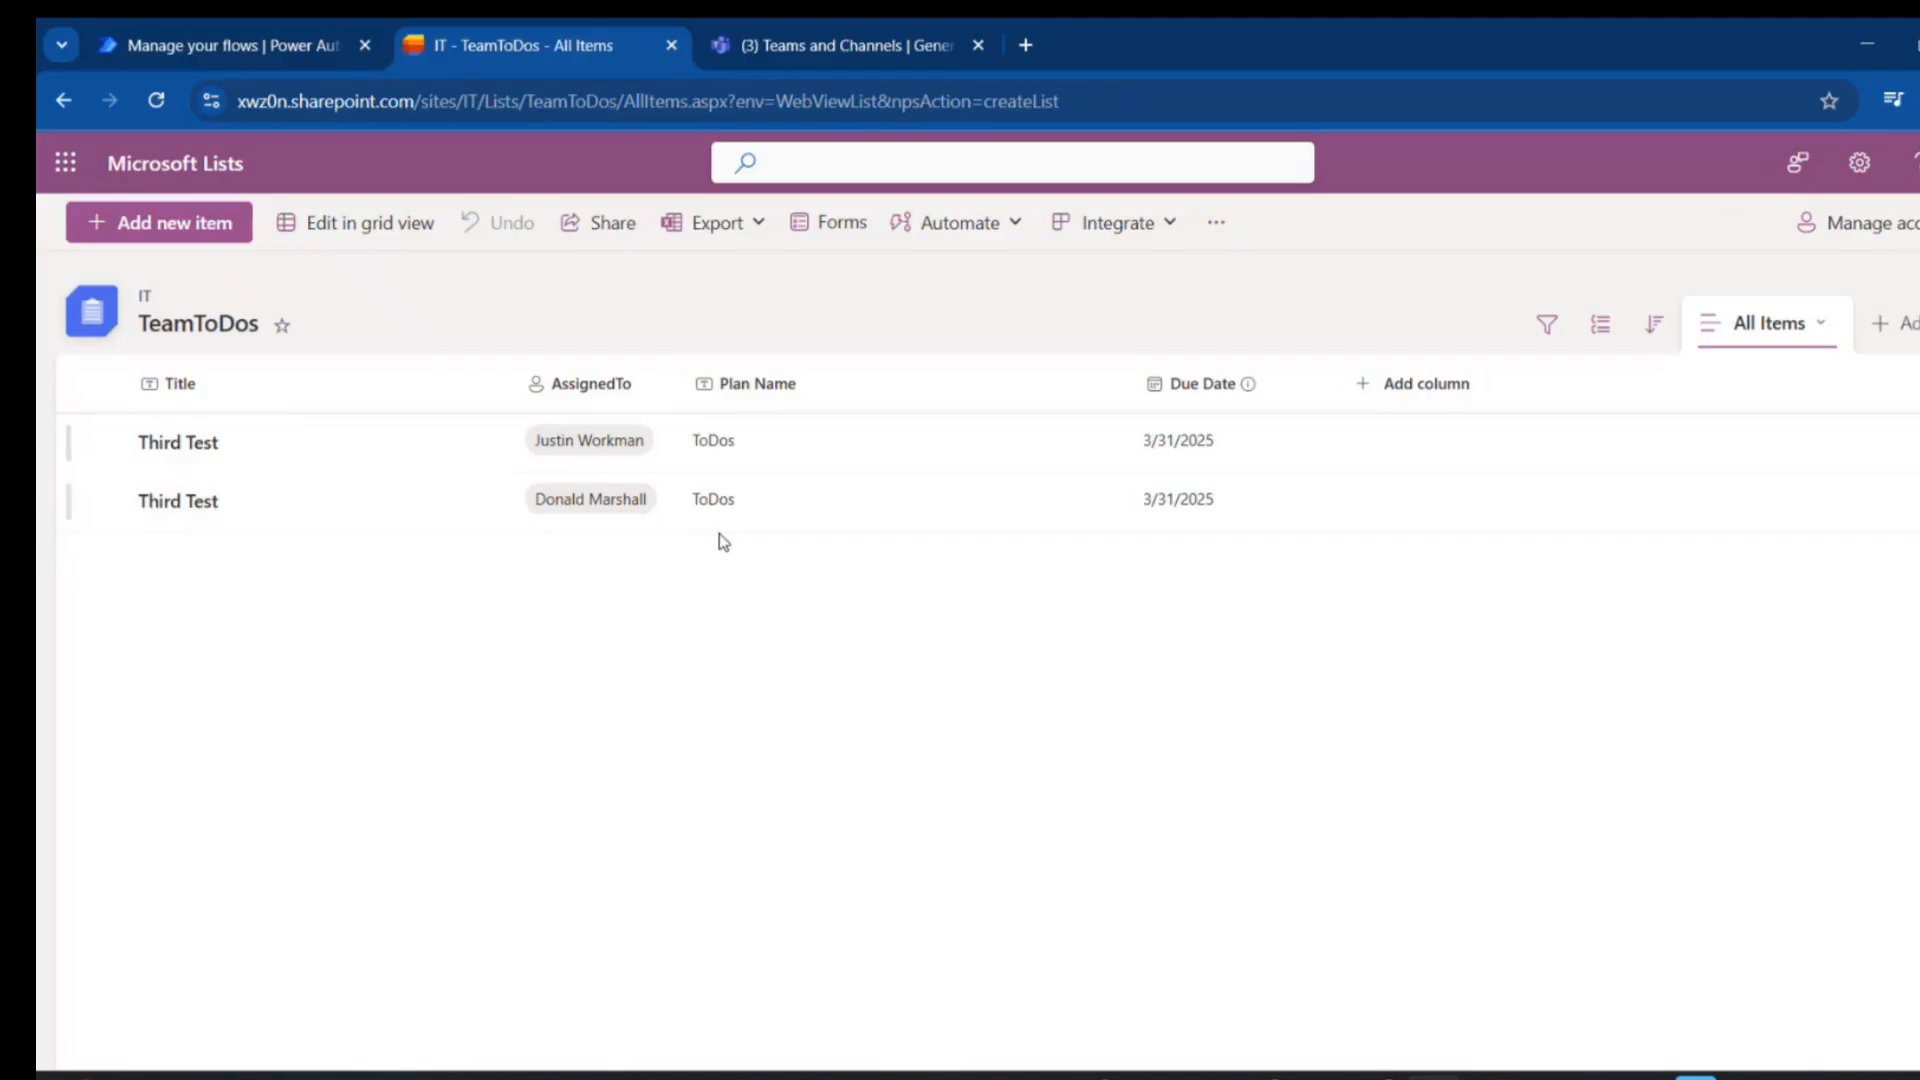 Manage your flows | Power Aut
IT - TeamToDos - All Items
(3) Teams and Channels | Gener
xwz0n.sharepoint.com/sites/IT/Lists/TeamToDos/AllItems.aspx?env=WebViewList&npsAction=createList
Microsoft Lists
Add new item
Edit in grid view
Undo
Share
Export
Forms
Automate
Integrate
Manage acc
IT
TeamToDos
All Items
Ad
Title AssignedTo Plan Name Due Date Add column
Third Test Justin Workman ToDos 3/31/2025
Third Test Donald Marshall ToDos 3/31/2025